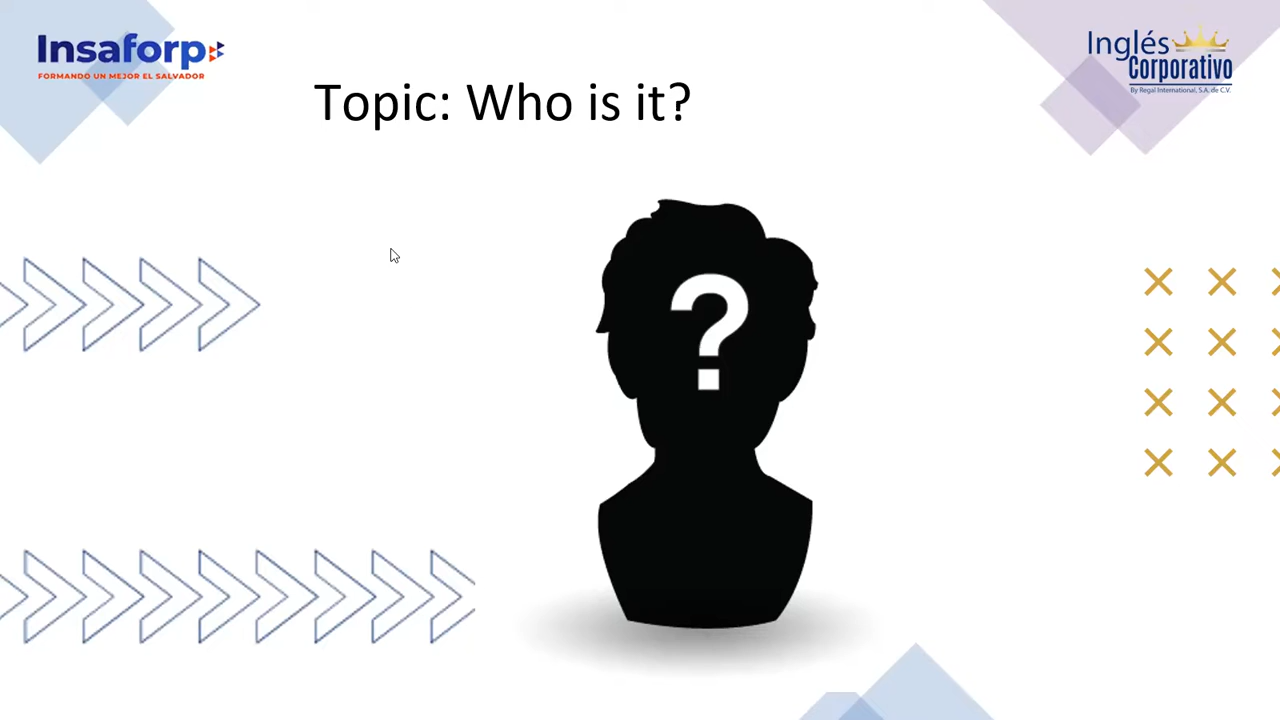 Insaforp
FORMANDO UN MEJOR EL SALVADOR
Inglés
Corporativo
By Regal International, S.A. de C.V.
Topic: Who is it?
?